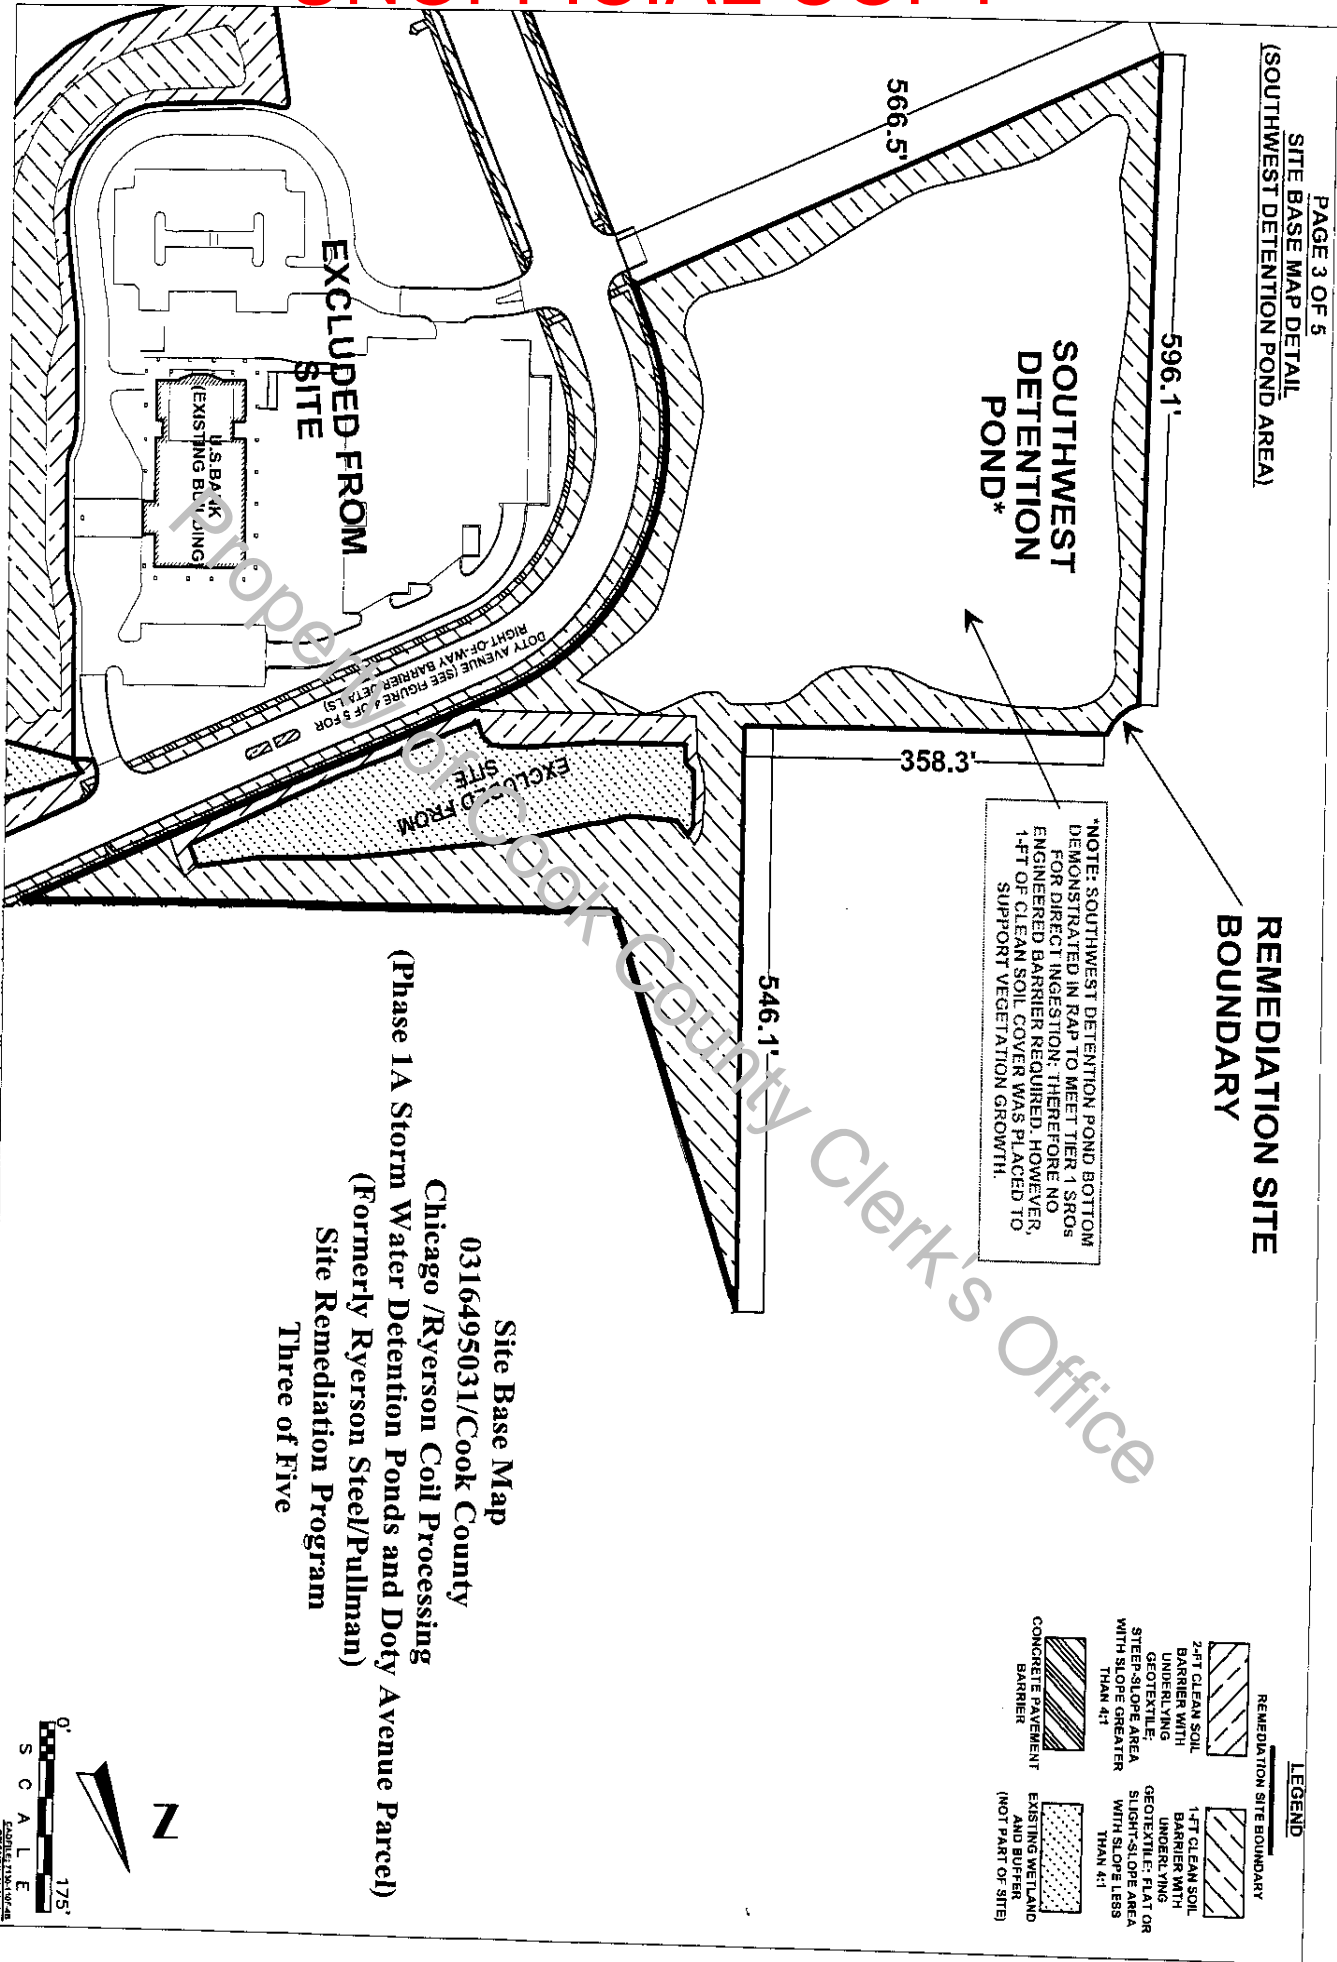 UNOFFICIAL COPY
PAGE 3 OF 5
SITE BASE MAP DETAIL
(SOUTHWEST DETENTION POND AREA)
596.1'
566.5'
SOUTHWEST
DETENTION
POND*
358.3'
546.1'
REMEDIATION SITE
BOUNDARY
*NOTE: SOUTHWEST DETENTION POND BOTTOM
DEMONSTRATED IN RAP TO MEET TIER 1 SROs
FOR DIRECT INGESTION; THEREFORE NO
ENGINEERED BARRIER REQUIRED. HOWEVER,
1-FT OF CLEAN SOIL COVER WAS PLACED TO
SUPPORT VEGETATION GROWTH.
EXCLUDED FROM
SITE
U.S.BANK
(EXISTING BUILDING)
DOTY AVENUE (SEE FIGURE 4 OF 5 FOR
RIGHT-OF-WAY BARRIER DETAILS)
EXCLUDED FROM
SITE
Site Base Map
0316495031/Cook County
Chicago /Ryerson Coil Processing
(Phase 1A Storm Water Detention Ponds and Doty Avenue Parcel)
(Formerly Ryerson Steel/Pullman)
Site Remediation Program
Three of Five
LEGEND
REMEDIATION SITE BOUNDARY
2-FT CLEAN SOIL
BARRIER WITH
UNDERLYING
GEOTEXTILE;
STEEP-SLOPE AREA
WITH SLOPE GREATER
THAN 4:1
1-FT CLEAN SOIL
BARRIER WITH
UNDERLYING
GEOTEXTILE; FLAT OR
SLIGHT-SLOPE AREA
WITH SLOPE LESS
THAN 4:1
CONCRETE PAVEMENT
BARRIER
EXISTING WETLAND
AND BUFFER
(NOT PART OF SITE)
N
0'
175'
SCALE
Property of Cook County Clerk's Office